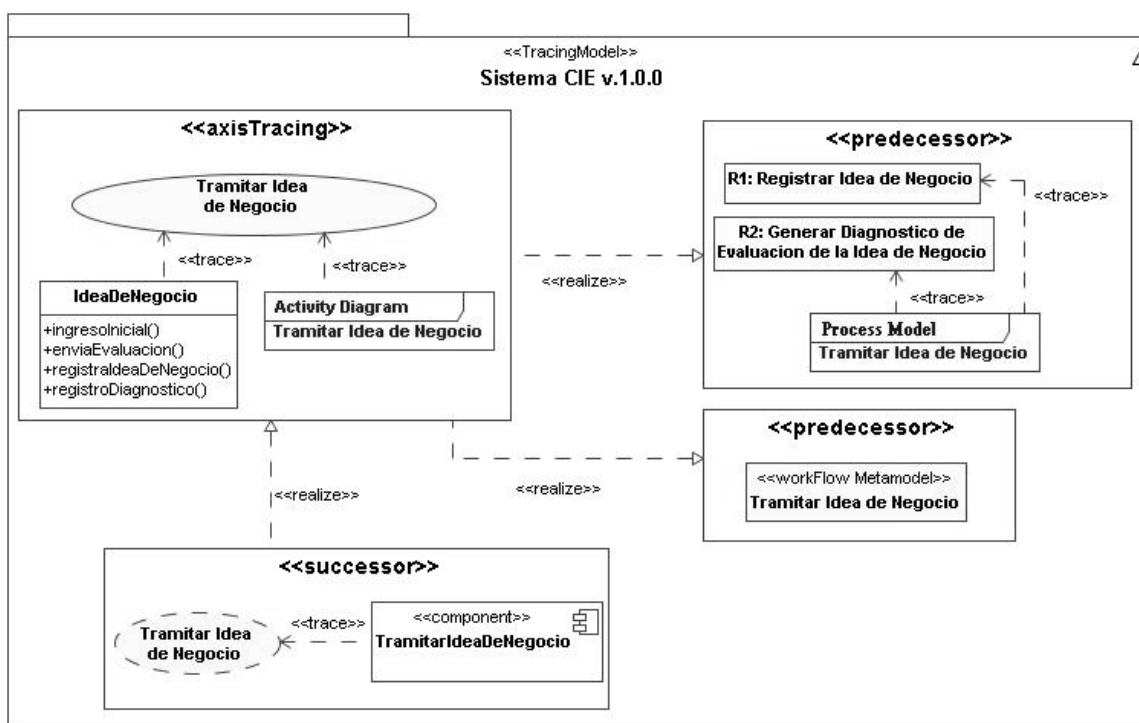 <<TracingModel>>
Sistema CIE v.1.0.0
<<axisTracing>>
Tramitar Idea
de Negocio
<<trace>>
<<trace>>
IdeaDeNegocio
+ingresoInicial()
+enviaEvaluacion()
+registraIdeaDeNegocio()
+registroDiagnostico()
Activity Diagram
Tramitar Idea de Negocio
<<realize>>
<<predecessor>>
R1: Registrar Idea de Negocio
<<trace>>
R2: Generar Diagnostico de
Evaluacion de la Idea de Negocio
<<trace>>
Process Model
Tramitar Idea de Negocio
<<realize>>
<<realize>>
<<predecessor>>
<<workFlow Metamodel>>
Tramitar Idea de Negocio
<<successor>>
Tramitar Idea
de Negocio
<<trace>>
<<component>>
TramitarIdeaDeNegocio